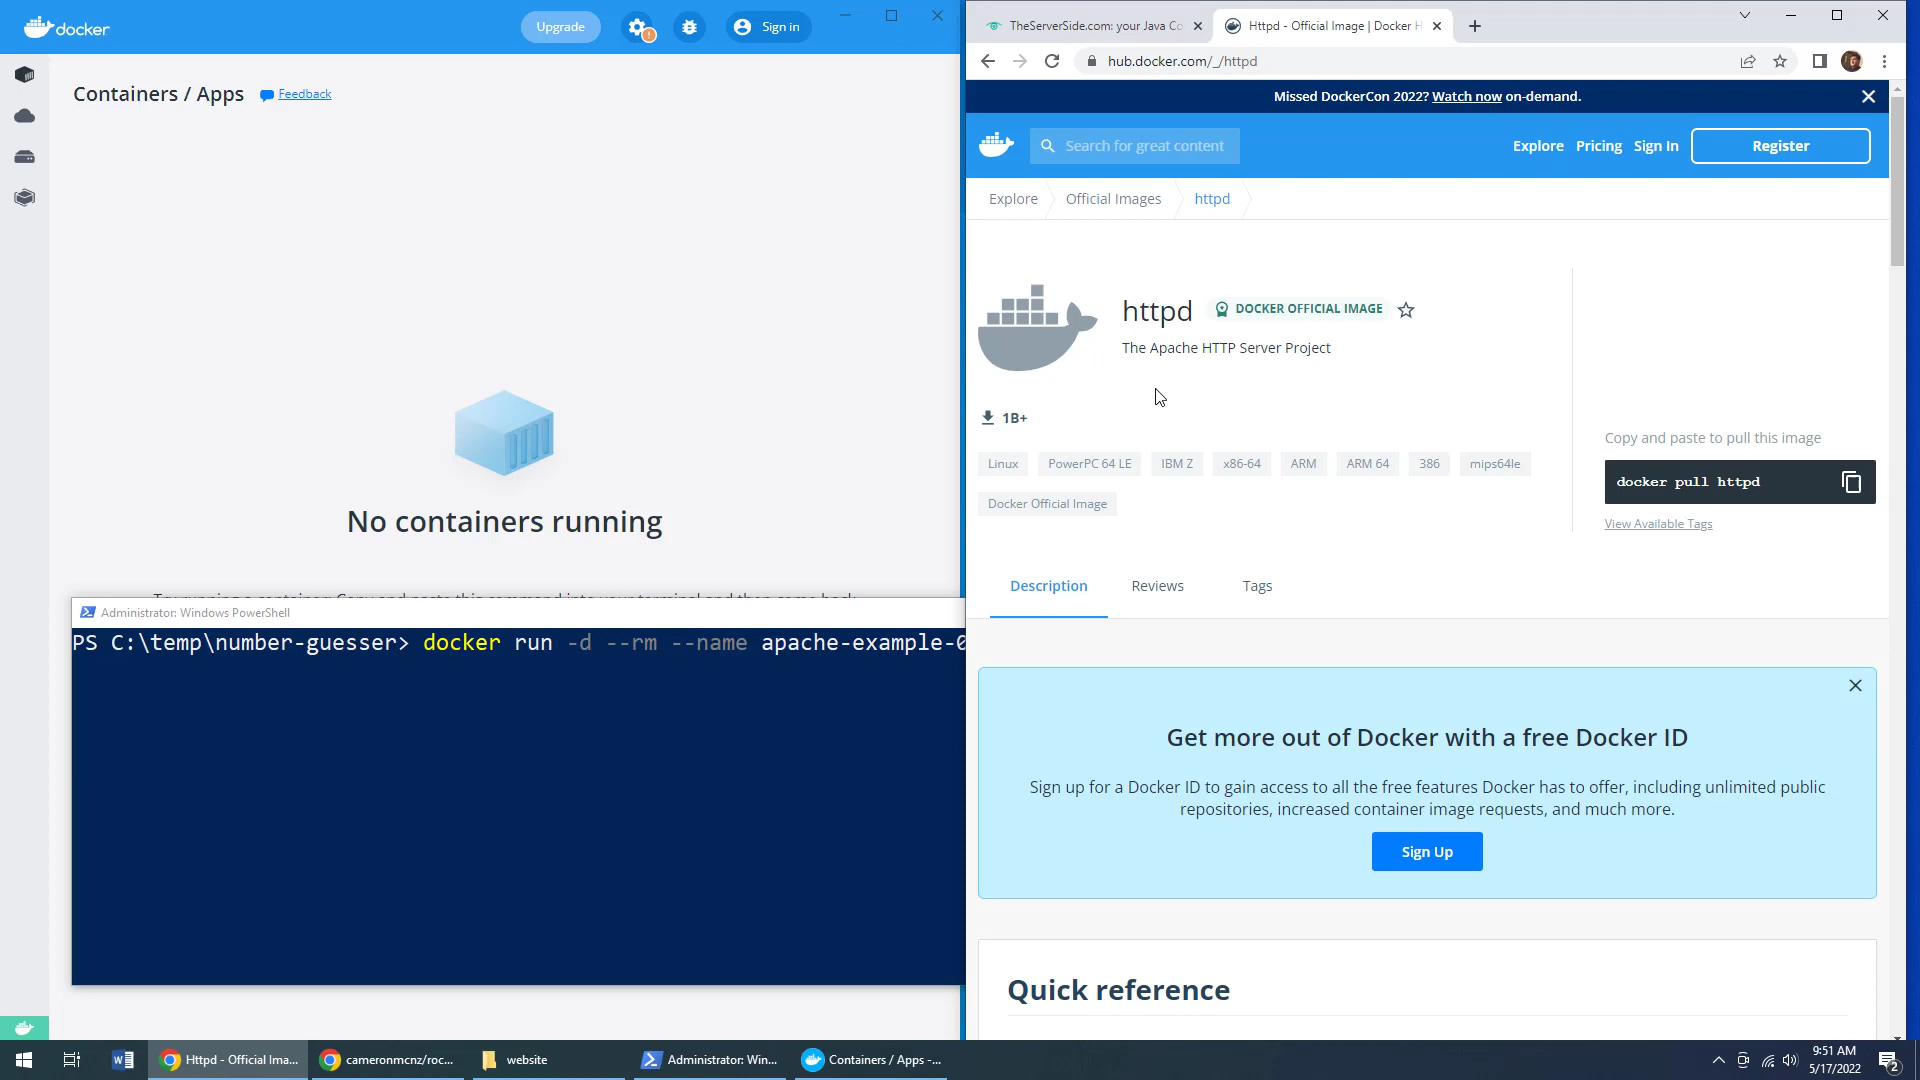 docker
Upgrade
Sign in
Containers / Apps
Feedback
No containers running
Administrator: Windows PowerShell
PS C:\temp\number-guesser> docker run -d --rm --name apache-example-0
TheServerSide.com: your Java Co
Httpd - Official Image | Docker H
hub.docker.com/_/httpd
Missed DockerCon 2022? Watch now on-demand.
Search for great content
Explore
Pricing
Sign In
Register
Explore
Official Images
httpd
httpd
DOCKER OFFICIAL IMAGE
The Apache HTTP Server Project
1B+
Linux
PowerPC 64 LE
IBM Z
x86-64
ARM
ARM 64
386
mips64le
Docker Official Image
Copy and paste to pull this image
docker pull httpd
View Available Tags
Description
Reviews
Tags
Get more out of Docker with a free Docker ID
Sign up for a Docker ID to gain access to all the free features Docker has to offer, including unlimited public
repositories, increased container image requests, and much more.
Sign Up
Quick reference
Httpd - Official Ima...
cameronmcnz/roc...
website
Administrator: Win...
Containers / Apps -...
9:51 AM
5/17/2022
2